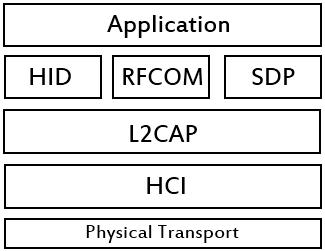 Application
HID RFCOM SDP
L2CAP
HCI
Physical Transport